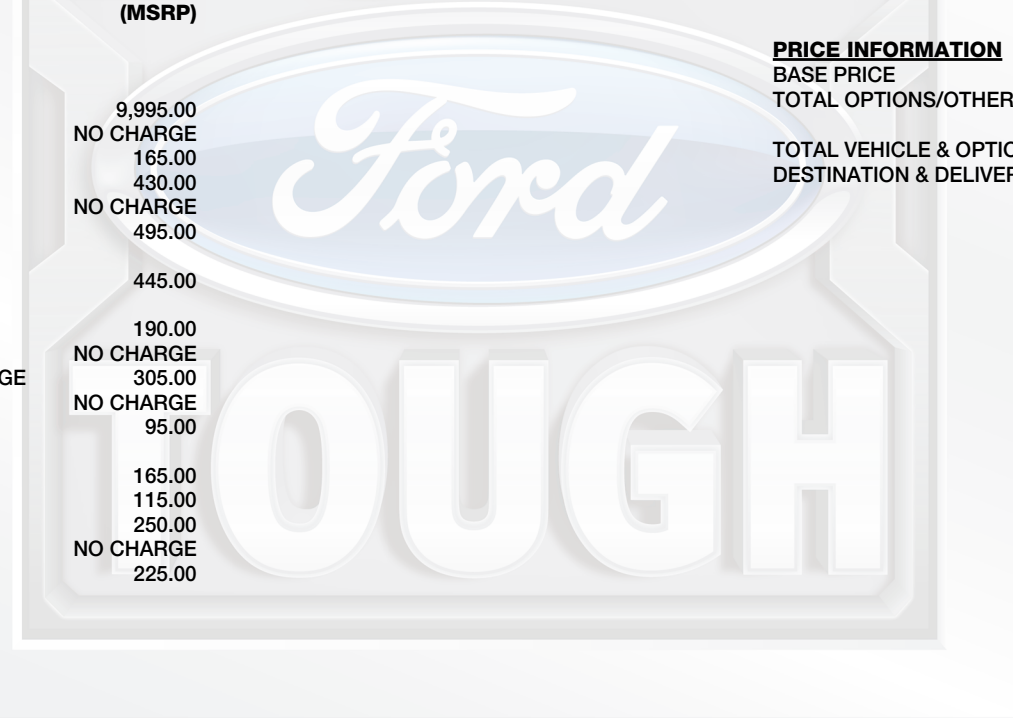 (MSRP)
9,995.00
NO CHARGE
165.00
430.00
NO CHARGE
495.00
445.00
190.00
NO CHARGE
GE 305.00
NO CHARGE
95.00
165.00
115.00
250.00
NO CHARGE
225.00
PRICE INFORMATION
BASE PRICE
TOTAL OPTIONS/OTHER
TOTAL VEHICLE & OPTIO
DESTINATION & DELIVER
Ford
TOUGH